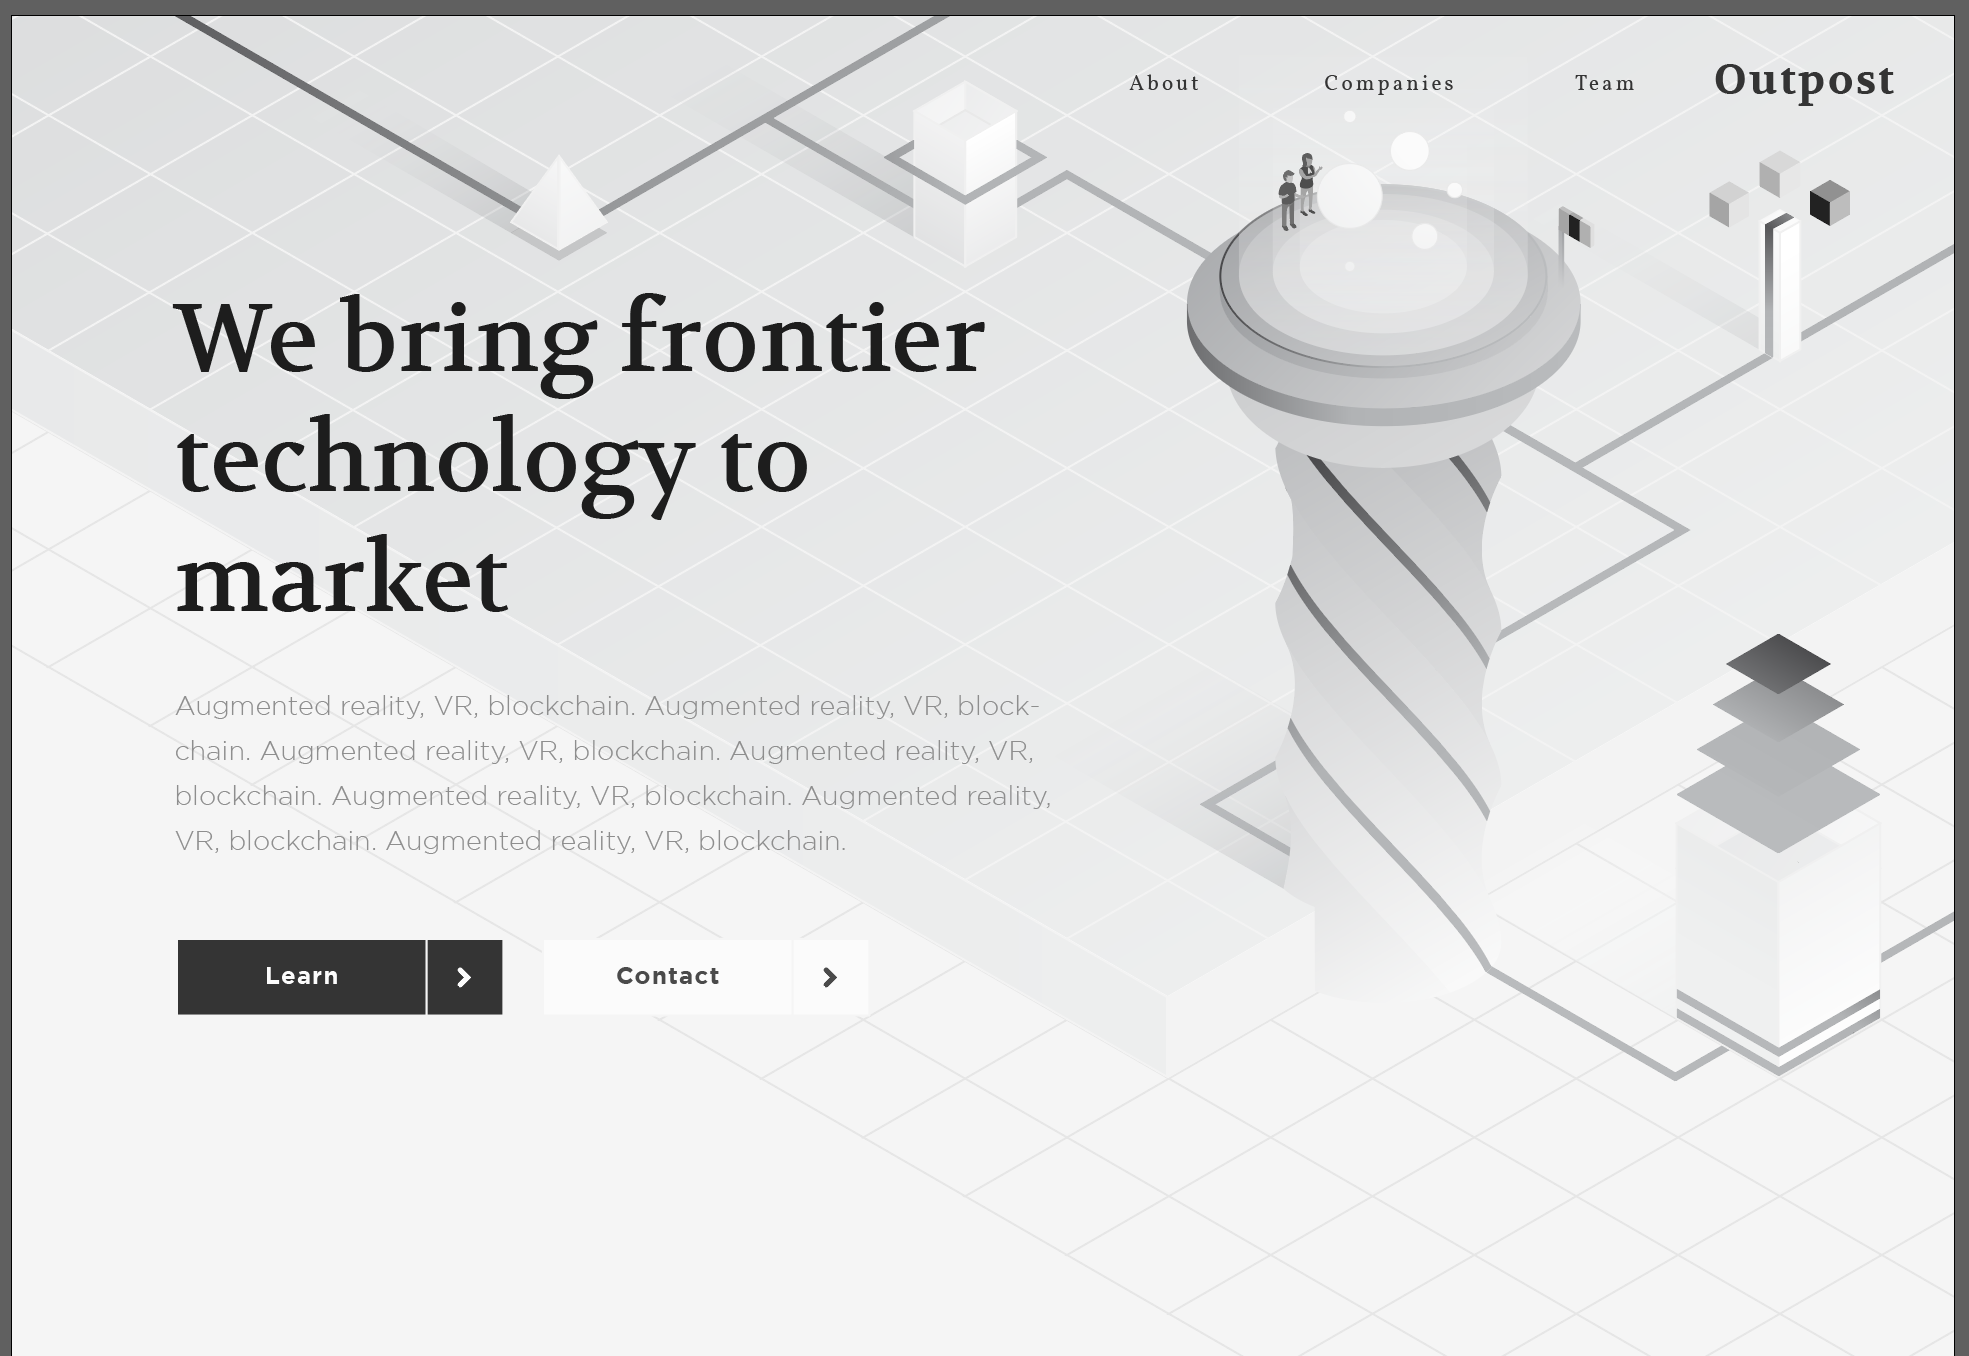 About Companies Team Outpost
We bring frontier
technology to
market
Augmented reality, VR, blockchain. Augmented reality, VR, block-
chain. Augmented reality, VR, blockchain. Augmented reality, VR,
blockchain. Augmented reality, VR, blockchain. Augmented reality,
VR, blockchain. Augmented reality, VR, blockchain.
Learn Contact